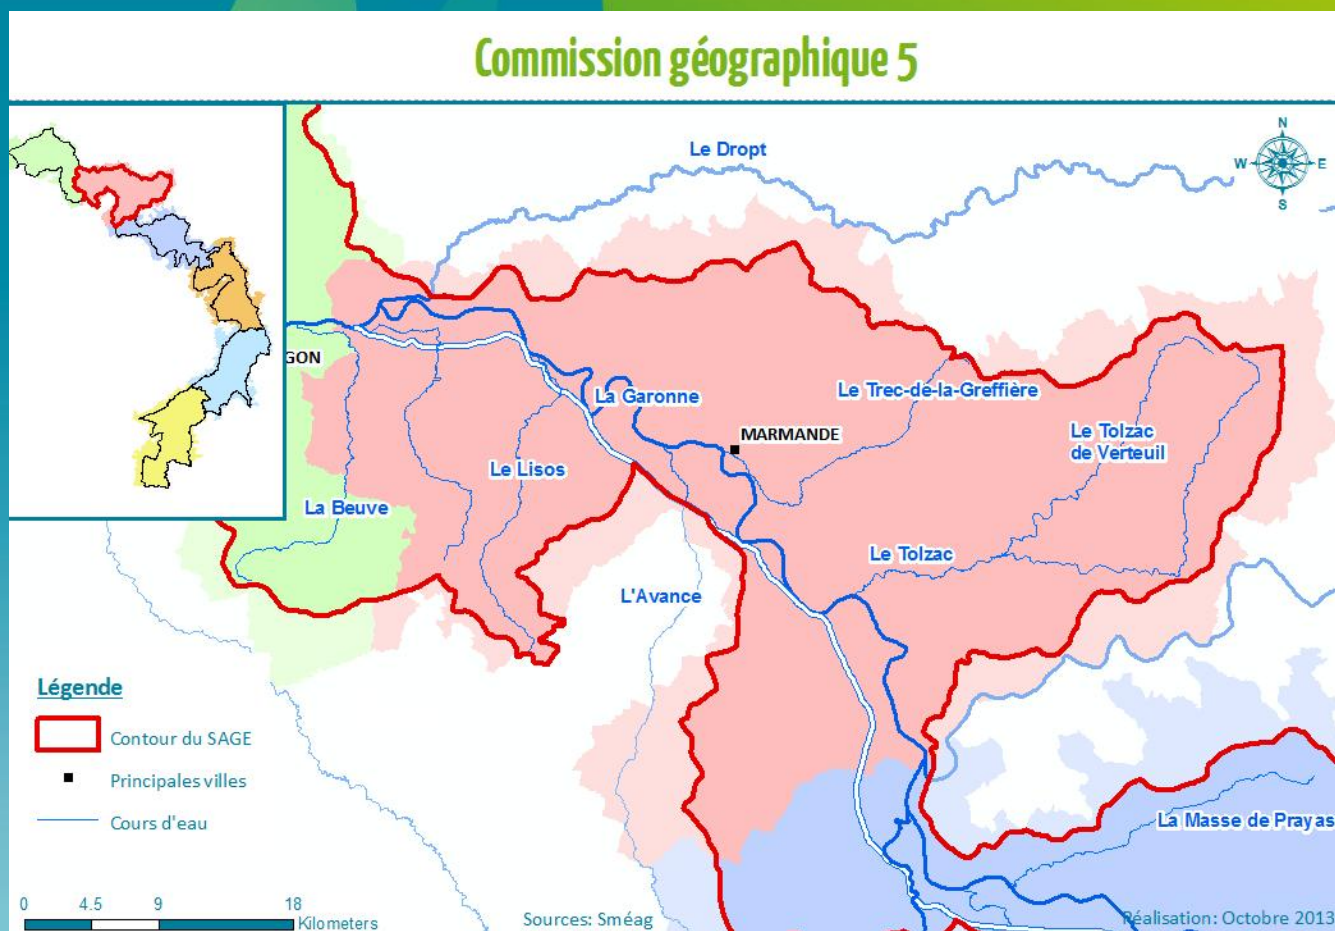 Commission géographique 5
N
W
E
S
Le Dropt
GON
La Garonne
Le Trec-de-la-Greffière
MARMANDE
Le Tolzac
de Verteuil
Le Lisos
La Beuve
Le Tolzac
L'Avance
Légende
Contour du SAGE
Principales villes
Cours d'eau
La Masse de Prayas
0 4.5 9 18
Kilometers
Sources: Sméag
Réalisation: Octobre 2013